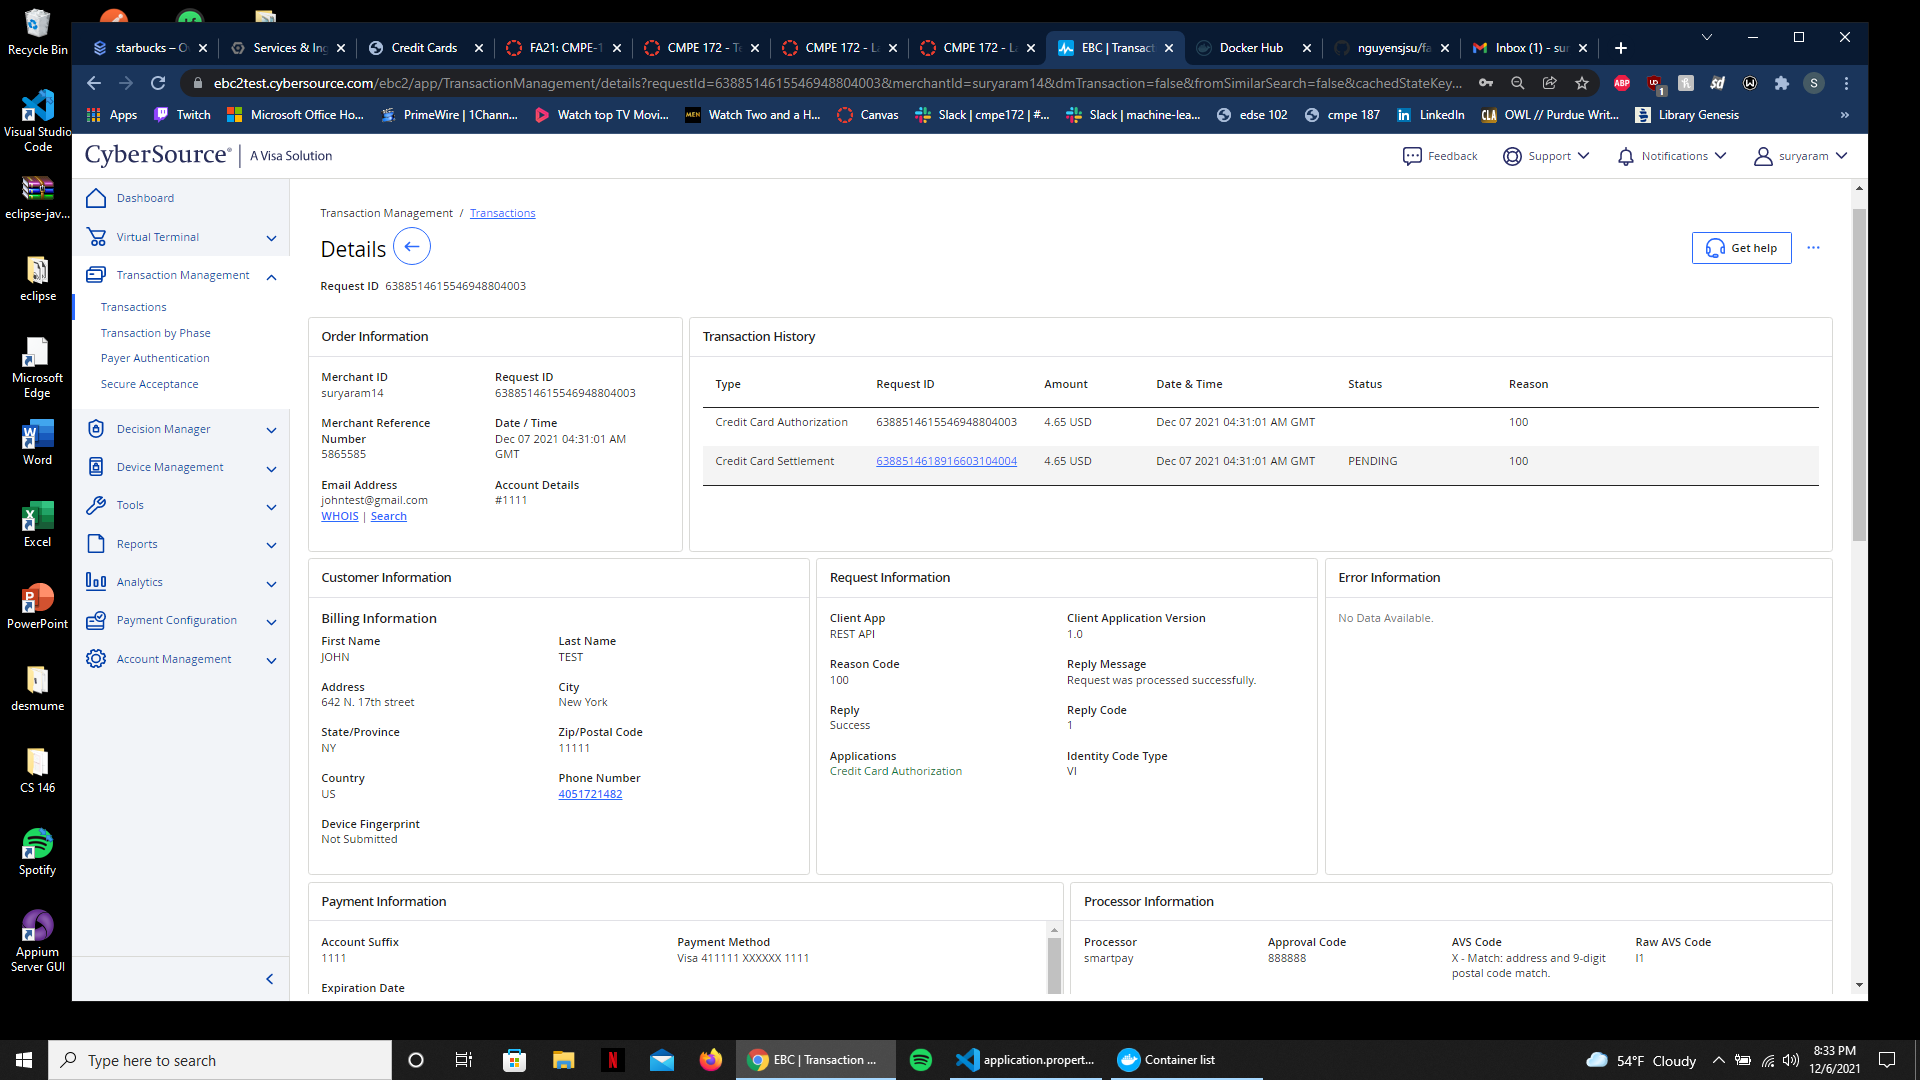 Recycle Bin
Visual Studio
Code
eclipse-jav...
eclipse
Microsoft
Edge
Word
Excel
PowerPoint
desmume
CS 146
Spotify
Appium
Server GUI
starbucks – O
Services & Ing
Credit Cards
FA21: CMPE-1
CMPE 172 - Te
CMPE 172 - La
CMPE 172 - La
EBC | Transact
Docker Hub
nguyensjsu/fa
Inbox (1) - sur
ebc2test.cybersource.com/ebc2/app/TransactionManagement/details?requestId=6388514615546948804003&merchantId=suryaram14&dmTransaction=false&fromSimilarSearch=false&cachedStateKey...
ABP
1
S
Apps
Twitch
Microsoft Office Ho...
PrimeWire | 1Chann...
Watch top TV Movi...
MEN
Watch Two and a H...
Canvas
Slack | cmpe172 | #...
Slack | machine-lea...
edse 102
cmpe 187
LinkedIn
CLA
OWL // Purdue Writ...
Library Genesis
»
CyberSource
A Visa Solution
Feedback
Support
Notifications
suryaram
Dashboard
Virtual Terminal
Transaction Management
Transactions
Transaction by Phase
Payer Authentication
Secure Acceptance
Decision Manager
Device Management
Tools
Reports
Analytics
Payment Configuration
Account Management
Transaction Management / Transactions
Details
Get help
Request ID 6388514615546948804003
Order Information
Merchant ID
suryaram14
Request ID
6388514615546948804003
Merchant Reference
Number
5865585
Date / Time
Dec 07 2021 04:31:01 AM
GMT
Email Address
johntest@gmail.com
WHOIS | Search
Account Details
#1111
Transaction History
Type Request ID Amount Date & Time Status Reason
Credit Card Authorization 6388514615546948804003 4.65 USD Dec 07 2021 04:31:01 AM GMT 100
Credit Card Settlement 6388514618916603104004 4.65 USD Dec 07 2021 04:31:01 AM GMT PENDING 100
Customer Information
Billing Information
First Name
JOHN
Last Name
TEST
Address
642 N. 17th street
City
New York
State/Province
NY
Zip/Postal Code
11111
Country
US
Phone Number
4051721482
Device Fingerprint
Not Submitted
Request Information
Client App
REST API
Client Application Version
1.0
Reason Code
100
Reply Message
Request was processed successfully.
Reply
Success
Reply Code
1
Applications
Credit Card Authorization
Identity Code Type
VI
Error Information
No Data Available.
Payment Information
Account Suffix
1111
Payment Method
Visa 411111 XXXXXX 1111
Expiration Date
Processor Information
Processor
smartpay
Approval Code
888888
AVS Code
X - Match: address and 9-digit
postal code match.
Raw AVS Code
I1
Type here to search
EBC | Transaction ...
application.propert...
Container list
54°F Cloudy
8:33 PM
12/6/2021